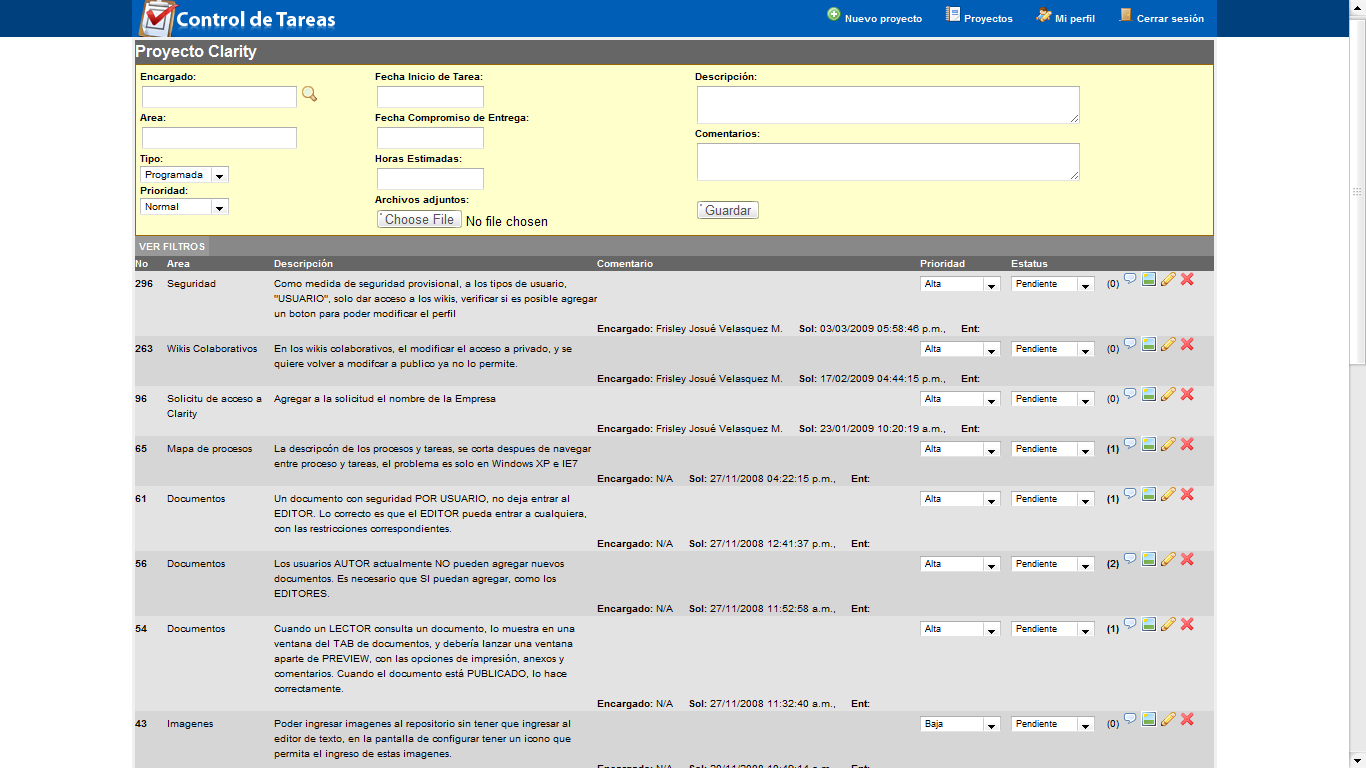 Control de Tareas
Nuevo proyecto
Proyectos
Mi perfil
Cerrar sesión
Proyecto Clarity
Encargado:
Fecha Inicio de Tarea:
Descripción:
Area:
Fecha Compromiso de Entrega:
Comentarios:
Tipo:
Horas Estimadas:
Programada
Prioridad:
Archivos adjuntos:
Normal
Choose File No file chosen
Guardar
VER FILTROS
No Area Descripción Comentario Prioridad Estatus
296 Seguridad Como medida de seguridad provisional, a los tipos de usuario, Alta Pendiente (0)
"USUARIO", solo dar acceso a los wikis, verificar si es posible agregar
un boton para poder modificar el perfil
Encargado: Frisley Josué Velasquez M. Sol: 03/03/2009 05:58:46 p.m., Ent:
263 Wikis Colaborativos En los wikis colaborativos, el modificar el acceso a privado, y se Alta Pendiente (0)
quiere volver a modifcar a publico ya no lo permite.
Encargado: Frisley Josué Velasquez M. Sol: 17/02/2009 04:44:15 p.m., Ent:
96 Solicitu de acceso a Agregar a la solicitud el nombre de la Empresa Alta Pendiente (0)
Clarity
Encargado: Frisley Josué Velasquez M. Sol: 23/01/2009 10:20:19 a.m., Ent:
65 Mapa de procesos La descripcón de los procesos y tareas, se corta despues de navegar Alta Pendiente (1)
entre proceso y tareas, el problema es solo en Windows XP e IE7
Encargado: N/A Sol: 27/11/2008 04:22:15 p.m., Ent:
61 Documentos Un documento con seguridad POR USUARIO, no deja entrar al Alta Pendiente (1)
EDITOR. Lo correcto es que el EDITOR pueda entrar a cualquiera,
con las restricciones correspondientes.
Encargado: N/A Sol: 27/11/2008 12:41:37 p.m., Ent:
56 Documentos Los usuarios AUTOR actualmente NO pueden agregar nuevos Alta Pendiente (2)
documentos. Es necesario que SI puedan agregar, como los
EDITORES.
Encargado: N/A Sol: 27/11/2008 11:52:58 a.m., Ent:
54 Documentos Cuando un LECTOR consulta un documento, lo muestra en una Alta Pendiente (1)
ventana del TAB de documentos, y debería lanzar una ventana
aparte de PREVIEW, con las opciones de impresión, anexos y
comentarios. Cuando el documento está PUBLICADO, lo hace
correctamente.
Encargado: N/A Sol: 27/11/2008 11:32:40 a.m., Ent:
43 Imagenes Poder ingresar imagenes al repositorio sin tener que ingresar al Baja Pendiente (0)
editor de texto, en la pantalla de configurar tener un icono que
permita el ingreso de estas imagenes.